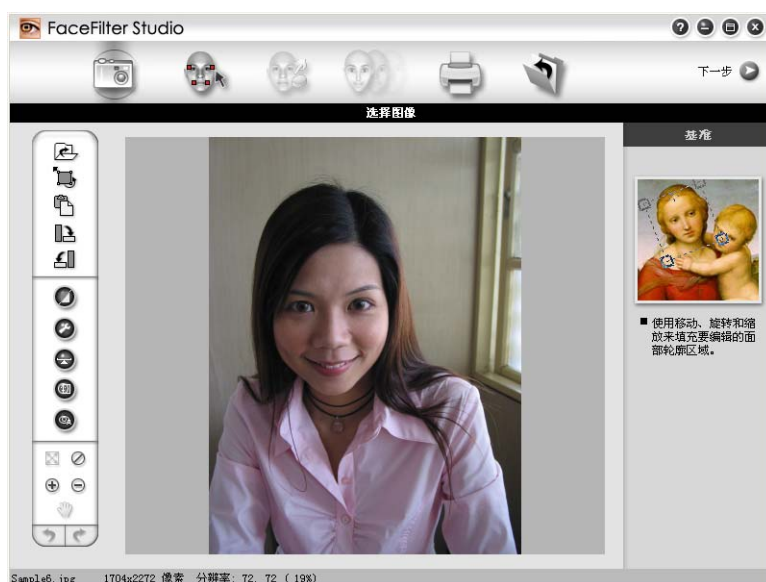 FaceFilter Studio
下一步
选择图像
基准
使用移动、旋转和缩
放来填充要编辑的面
部轮廓区域。
Sample6.jpg 1704x2272 像素 分辨率: 72, 72 ( 19%)